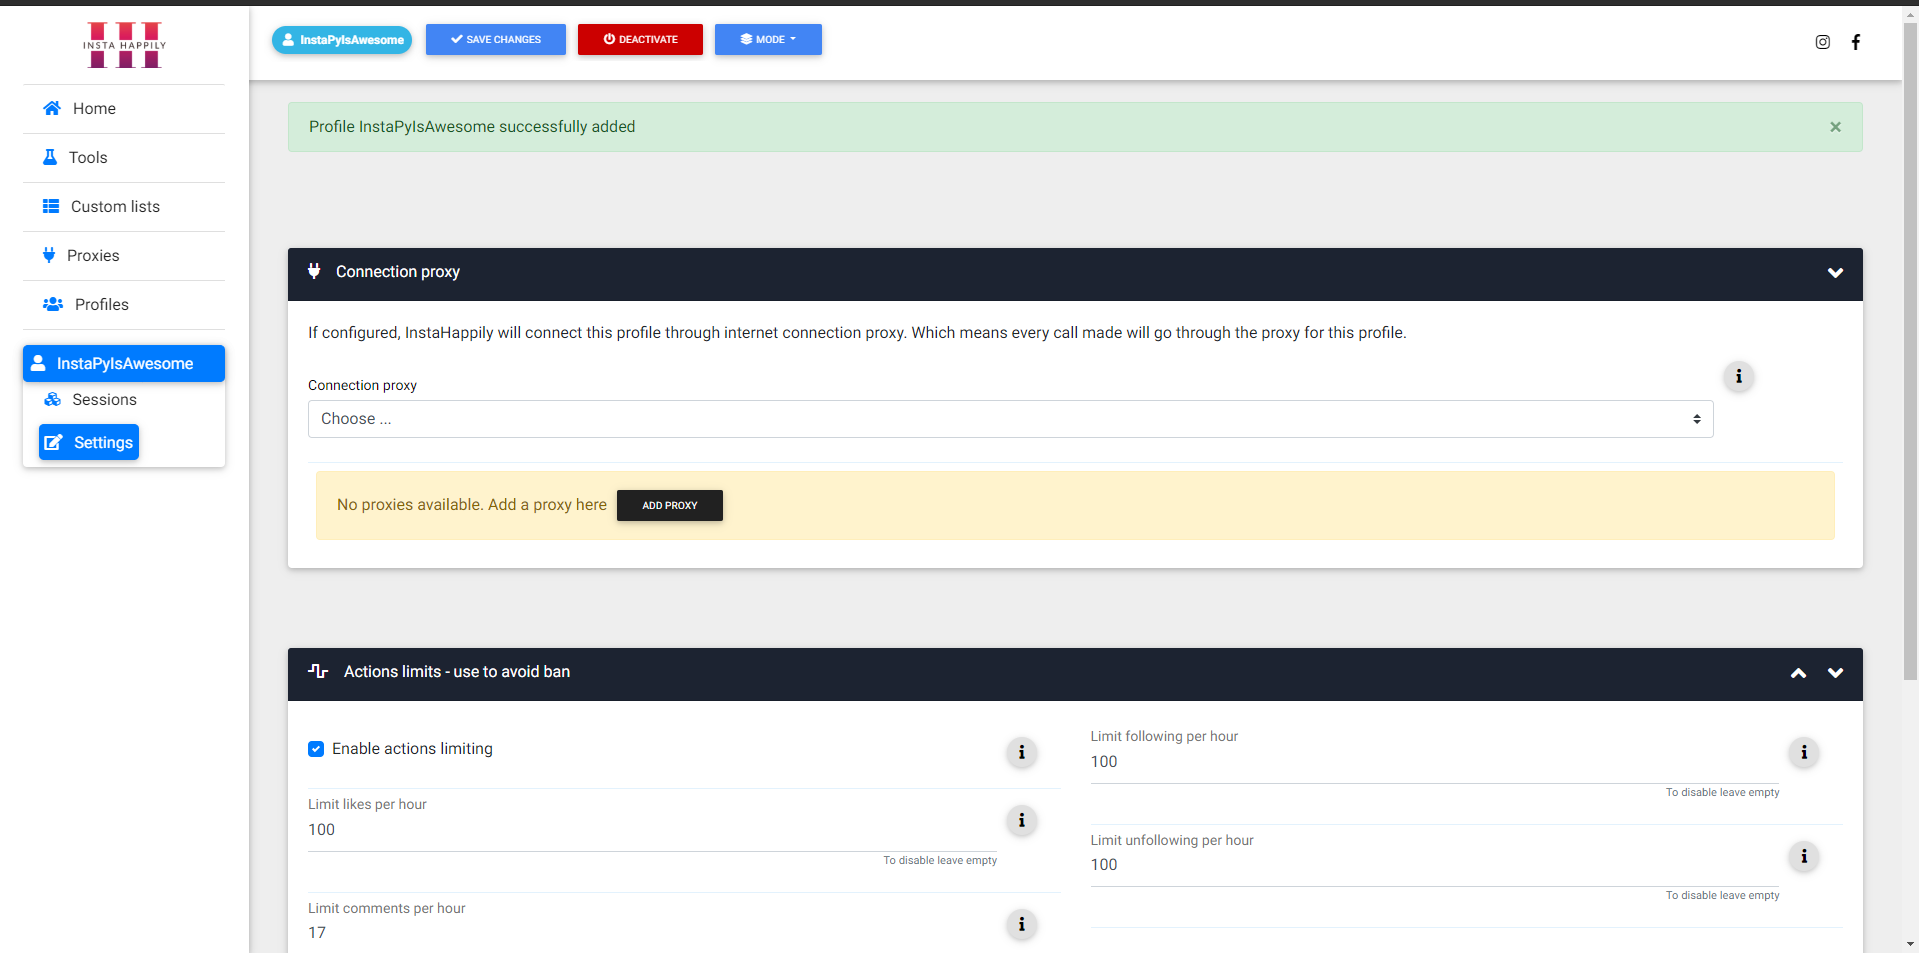 INSTA HAPPILY
Home
Tools
Custom lists
Proxies
Profiles
InstaPyIsAwesome
Sessions
Settings
InstaPyIsAwesome
SAVE CHANGES
DEACTIVATE
MODE
Profile InstaPyIsAwesome successfully added
×
Connection proxy
If configured, InstaHappily will connect this profile through internet connection proxy. Which means every call made will go through the proxy for this profile.
Connection proxy
Choose ...
No proxies available. Add a proxy here
ADD PROXY
Actions limits - use to avoid ban
Enable actions limiting
Limit likes per hour
100
To disable leave empty
Limit comments per hour
17
Limit following per hour
100
To disable leave empty
Limit unfollowing per hour
100
To disable leave empty